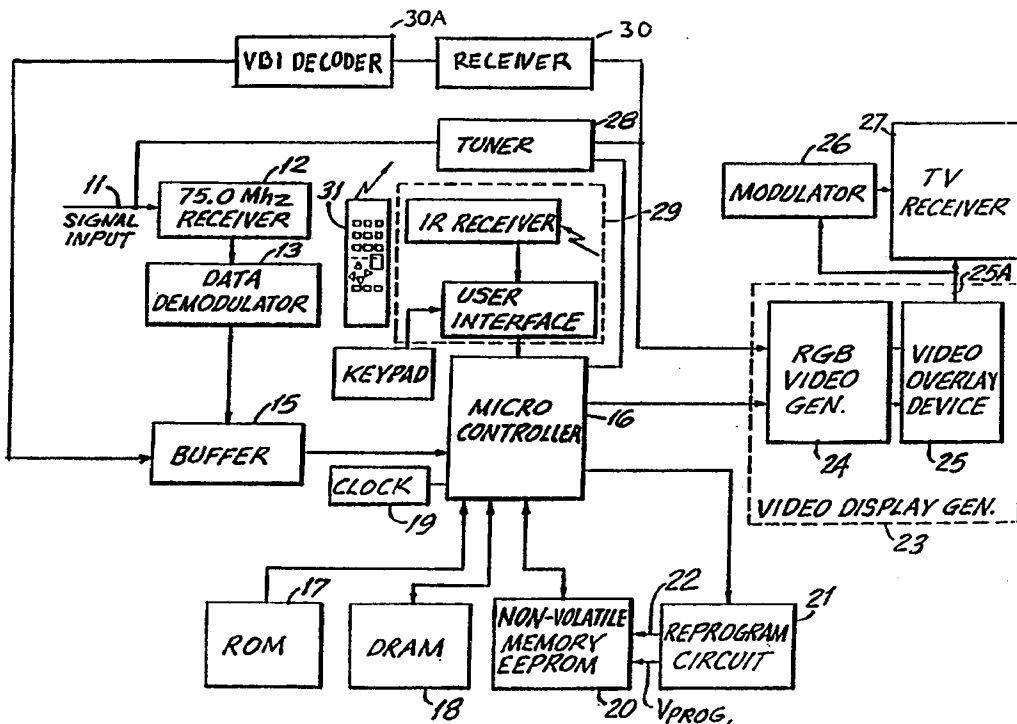 30A
30
VBI DECODER
RECEIVER
28
TUNER
27
TV
RECEIVER
26
MODULATOR
11
SIGNAL
INPUT
12
75.0 Mhz
RECEIVER
31
IR RECEIVER
29
13
DATA
DEMODULATOR
USER
INTERFACE
KEYPAD
25A
RGB
VIDEO
GEN.
24
VIDEO
OVERLAY
DEVICE
25
VIDEO DISPLAY GEN.
23
MICRO
CONTROLLER
16
15
BUFFER
CLOCK
19
17
ROM
DRAM
18
NON-VOLATILE
MEMORY
EEPROM
20
22
VPROG.
21
REPROGRAM
CIRCUIT